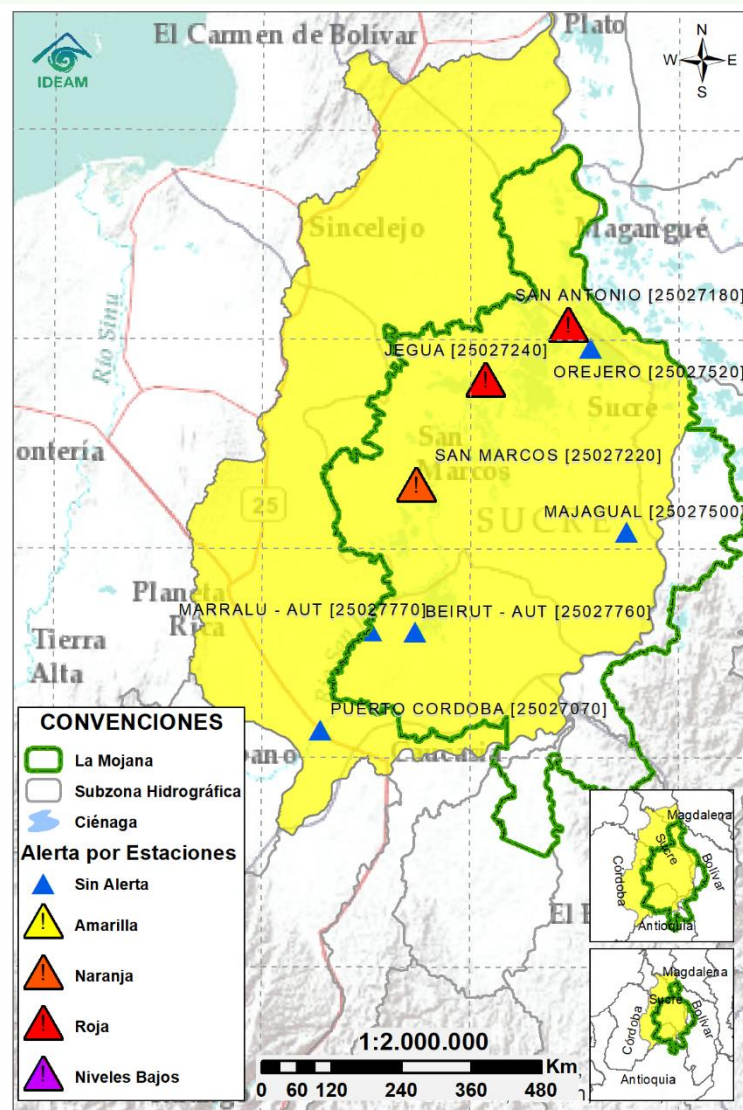 El Carmen de Bolívar
Plato
IDEAM
N
W E
S
Sincelejo
Magangué
SAN ANTONIO [25027180]
JEGUA [25027240]
OREJERO [25027520]
Río Sinú
Sucre
ontería
San
Marcos
SAN MARCOS [25027220]
25
MAJAGUAL [25027500]
SUCRE
Planeta
Rica
MARRALU - AUT [25027770]
BEIRUT - AUT [25027760]
Tierra
Alta
PUERTO CORDOBA [25027070]
bano
Caucasia
CONVENCIONES
La Mojana
Subzona Hidrográfica
Ciénaga
Alerta por Estaciones
Sin Alerta
Amarilla
Naranja
Roja
Niveles Bajos
El B
Magdalena
Sucre
Bolívar
Córdoba
Antioquia
Magdalena
Sucre
Bolívar
Córdoba
Antioquia
1:2.000.000
Km
0 60 120 240 360 480